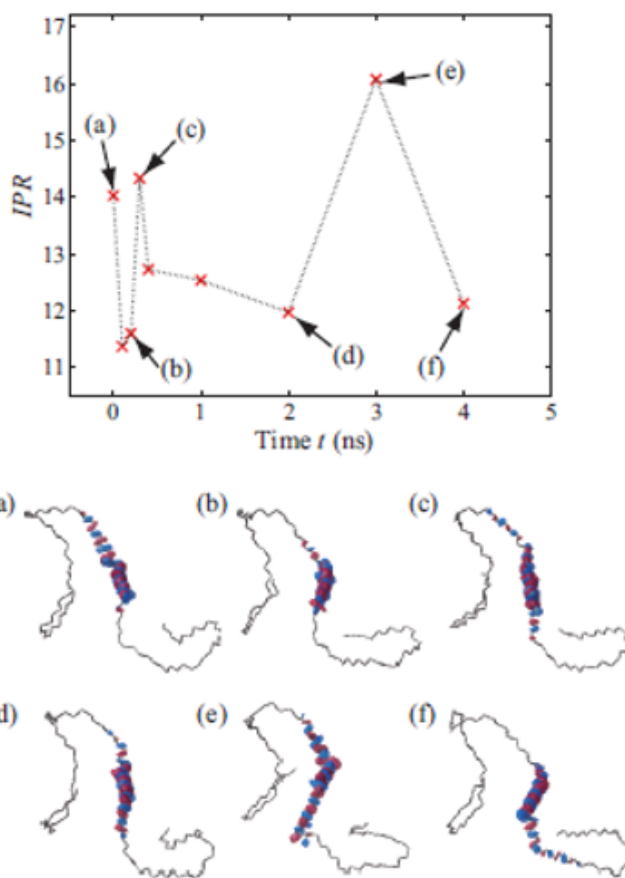 17
16
(e)
15
(a)
(c)
14
IPR
13
12
(b)
(d)
(f)
11
0 1 2 3 4 5
Time t (ns)
a) (b) (c)
d) (e) (f)